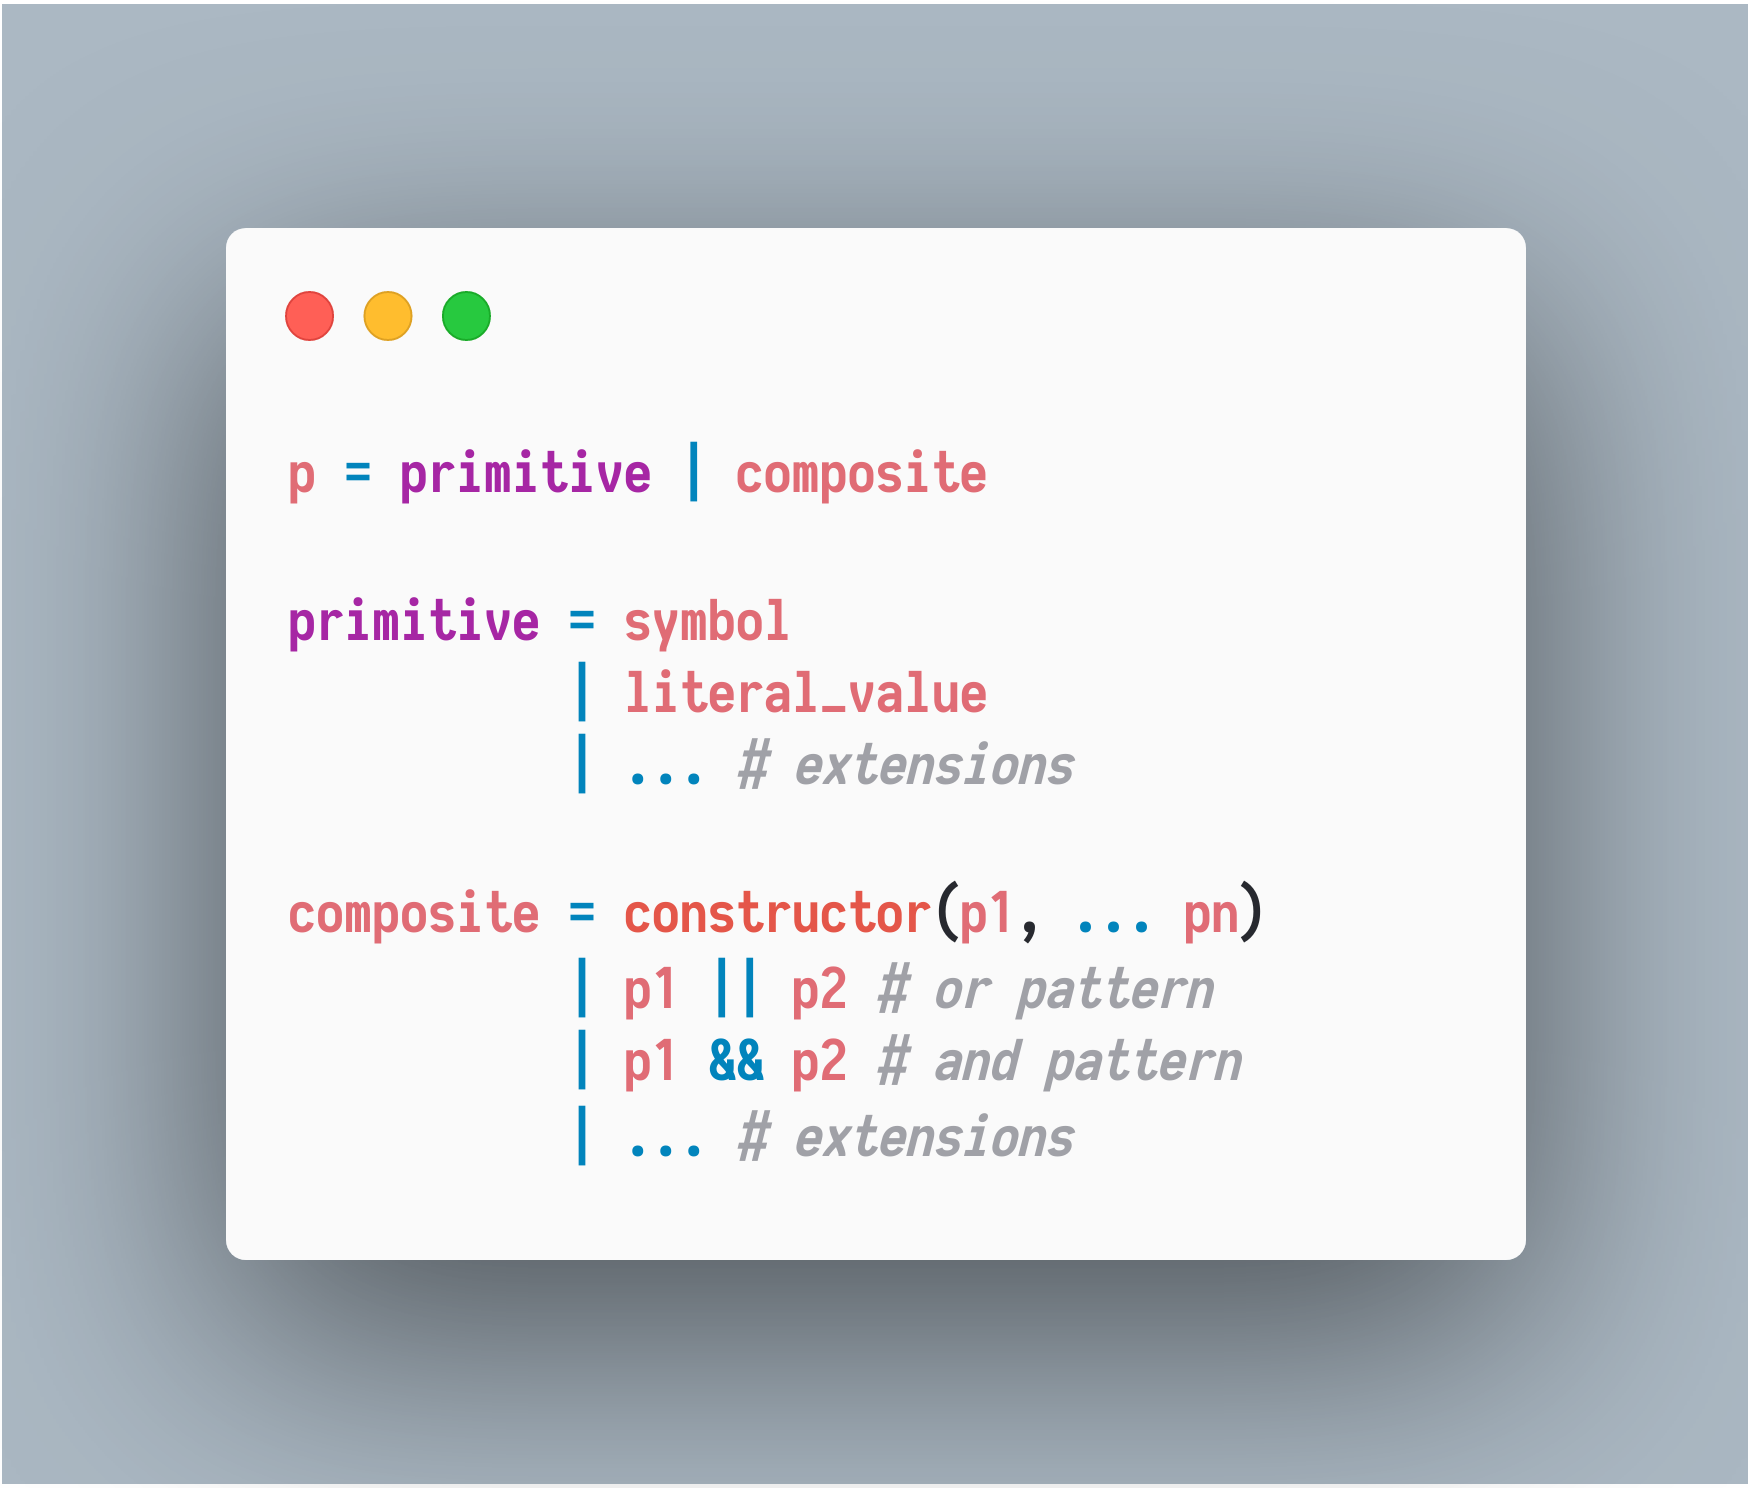 p = primitive | composite
primitive = symbol
| literal_value
| ... # extensions
composite = constructor(p1, ... pn)
| p1 || p2 # or pattern
| p1 && p2 # and pattern
| ... # extensions